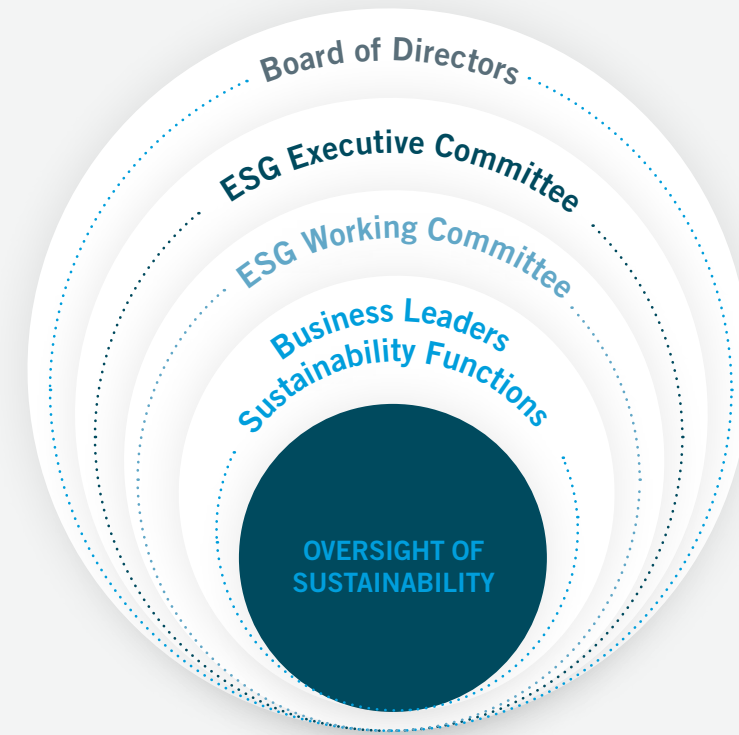 Board of Directors
ESG Executive Committee
ESG Working Committee
Business Leaders
Sustainability Functions
OVERSIGHT OF
SUSTAINABILITY